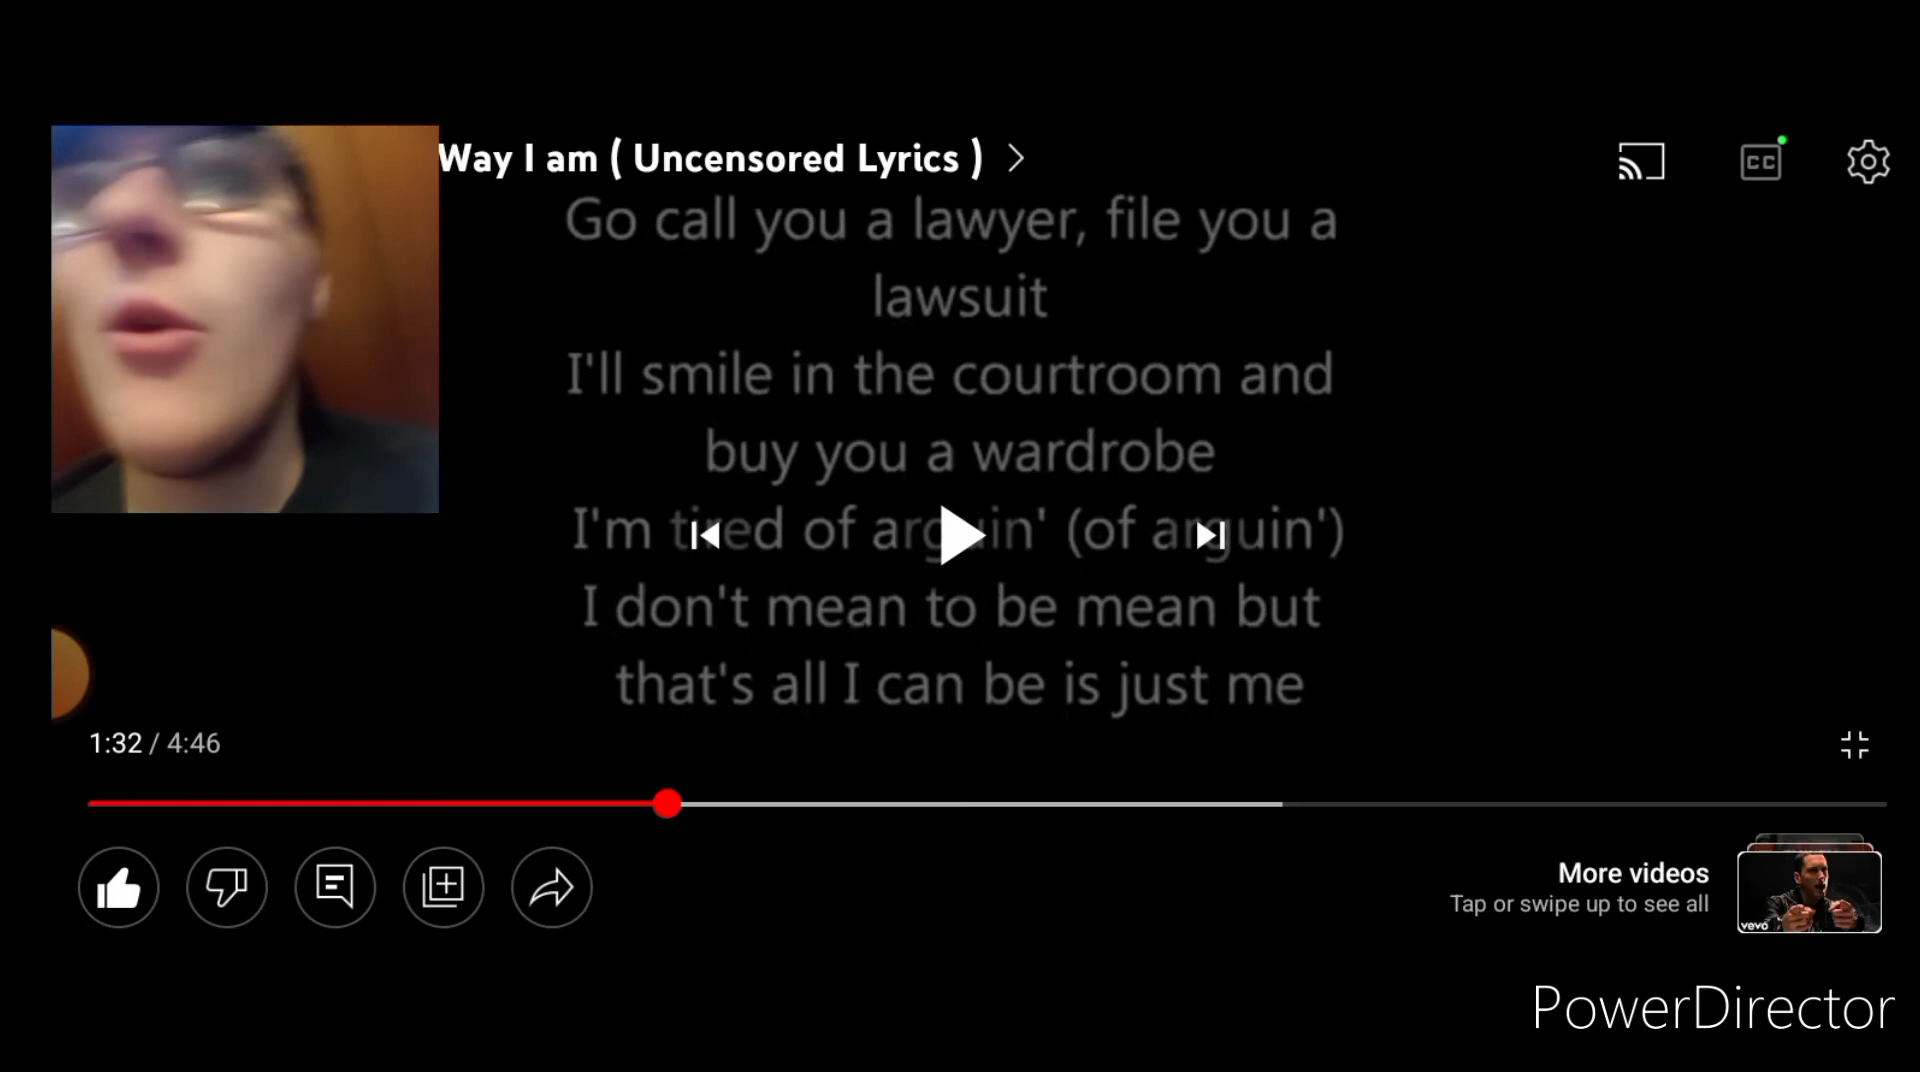 Way I am ( Uncensored Lyrics )
CC
Go call you a lawyer, file you a
lawsuit
I'll smile in the courtroom and
buy you a wardrobe
I'm tired of arguin' (of arguin')
I don't mean to be mean but
that's all I can be is just me
1:32 / 4:46
More videos
Tap or swipe up to see all
vevo
PowerDirector